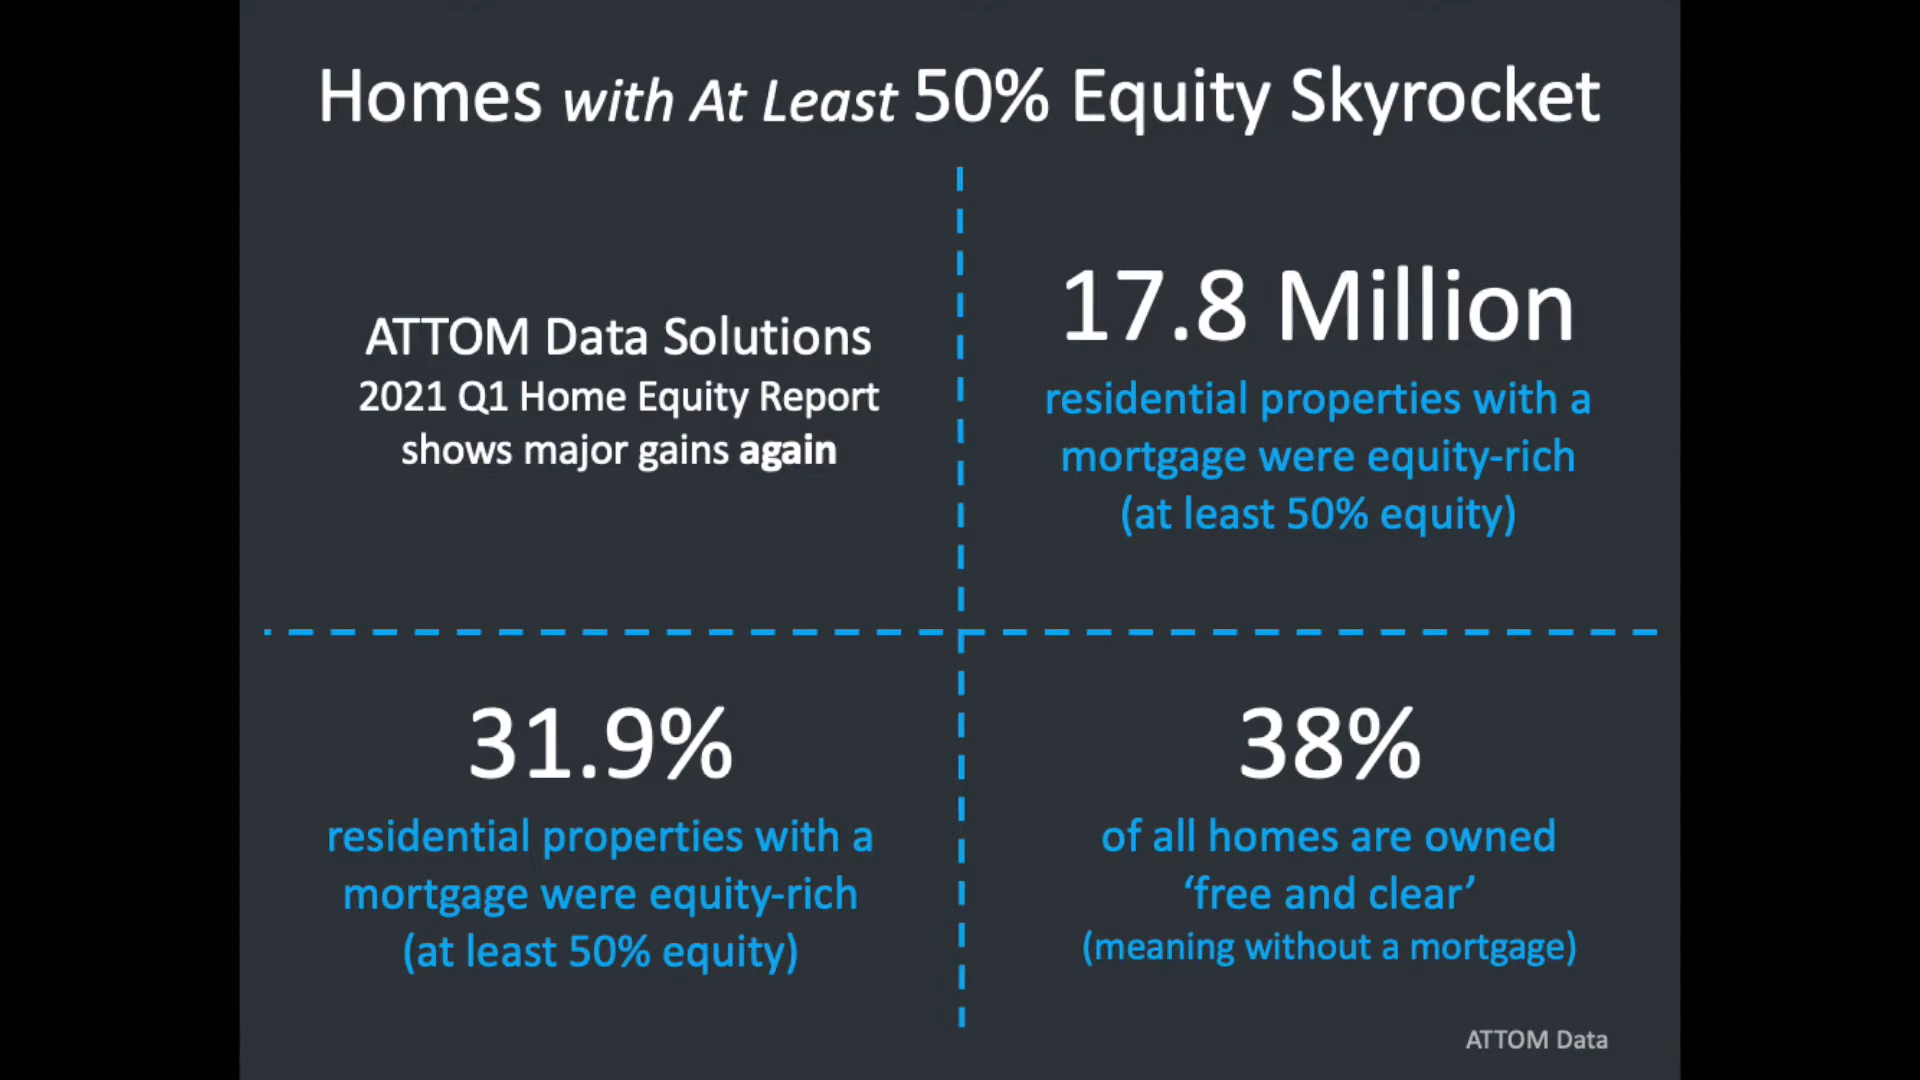 Homes with At Least 50% Equity Skyrocket
ATTOM Data Solutions
2021 Q1 Home Equity Report
shows major gains again
17.8 Million
residential properties with a
mortgage were equity-rich
(at least 50% equity)
31.9%
residential properties with a
mortgage were equity-rich
(at least 50% equity)
38%
of all homes are owned
‘free and clear’
(meaning without a mortgage)
ATTOM Data